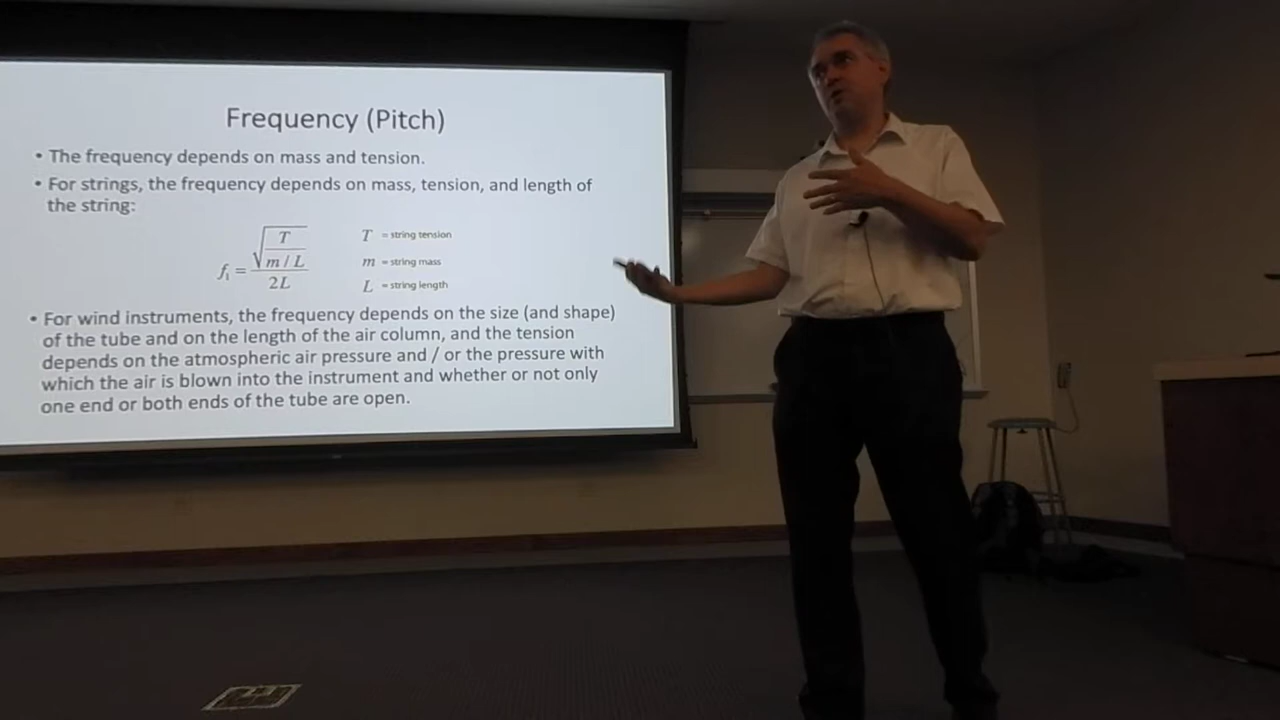 Frequency (Pitch)
• The frequency depends on mass and tension.
• For strings, the frequency depends on mass, tension, and length of
the string:
f₁ = √(T / (m / L)) / 2L
T = string tension
m = string mass
L = string length
• For wind instruments, the frequency depends on the size (and shape)
of the tube and on the length of the air column, and the tension
depends on the atmospheric air pressure and / or the pressure with
which the air is blown into the instrument and whether or not only
one end or both ends of the tube are open.